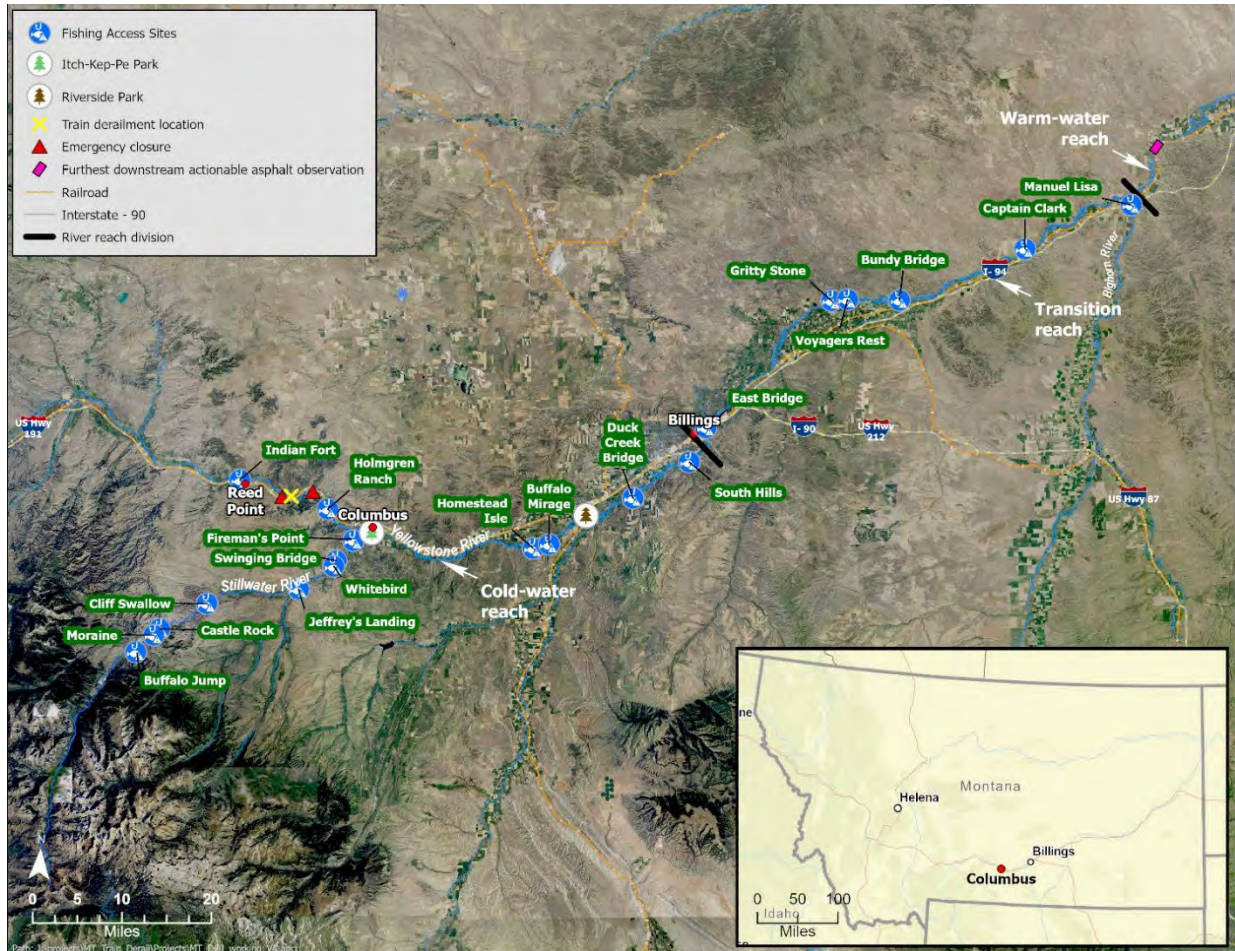 Fishing Access Sites
Itch-Kep-Pe Park
Riverside Park
Train derailment location
Emergency closure
Furthest downstream actionable asphalt observation
Railroad
Interstate - 90
River reach division
Warm-water
reach
Manuel Lisa
Captain Clark
Bighorn River
Bundy Bridge
Gritty Stone
I- 94
Transition
reach
Voyagers Rest
East Bridge
Billings
Duck
Creek
Bridge
I- 90
US Hwy
212
US Hwy
191
Indian Fort
Reed
Point
Holmgren
Ranch
Columbus
Homestead
Isle
Buffalo
Mirage
South Hills
US Hwy 87
Fireman's Point
Yellowstone River
Swinging Bridge
Stillwater River
Whitebird
Cold-water
reach
Cliff Swallow
Jeffrey's Landing
Moraine
Castle Rock
Buffalo Jump
N
0 10 20
Miles
ne
Helena
Montana
Billings
Columbus
0 50 100
Idaho
Miles